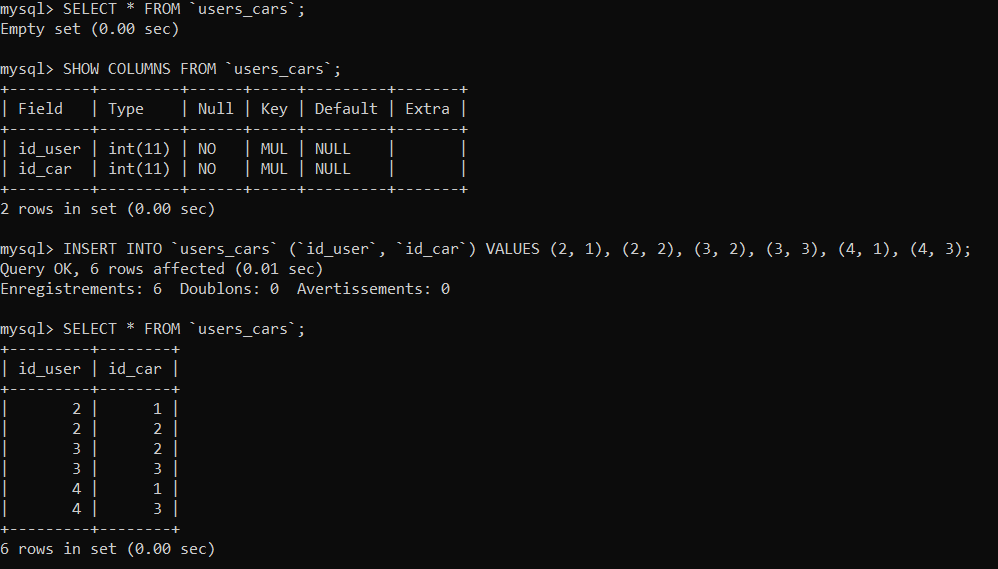 mysql> SELECT * FROM `users_cars`;
Empty set (0.00 sec)

mysql> SHOW COLUMNS FROM `users_cars`;
+---------+---------+------+-----+---------+-------+
| Field   | Type    | Null | Key | Default | Extra |
+---------+---------+------+-----+---------+-------+
| id_user | int(11) | NO   | MUL | NULL    |       |
| id_car  | int(11) | NO   | MUL | NULL    |       |
+---------+---------+------+-----+---------+-------+
2 rows in set (0.00 sec)

mysql> INSERT INTO `users_cars` (`id_user`, `id_car`) VALUES (2, 1), (2, 2), (3, 2), (3, 3), (4, 1), (4, 3);
Query OK, 6 rows affected (0.01 sec)
Enregistrements: 6  Doublons: 0  Avertissements: 0

mysql> SELECT * FROM `users_cars`;
+---------+--------+
| id_user | id_car |
+---------+--------+
|       2 |      1 |
|       2 |      2 |
|       3 |      2 |
|       3 |      3 |
|       4 |      1 |
|       4 |      3 |
+---------+--------+
6 rows in set (0.00 sec)